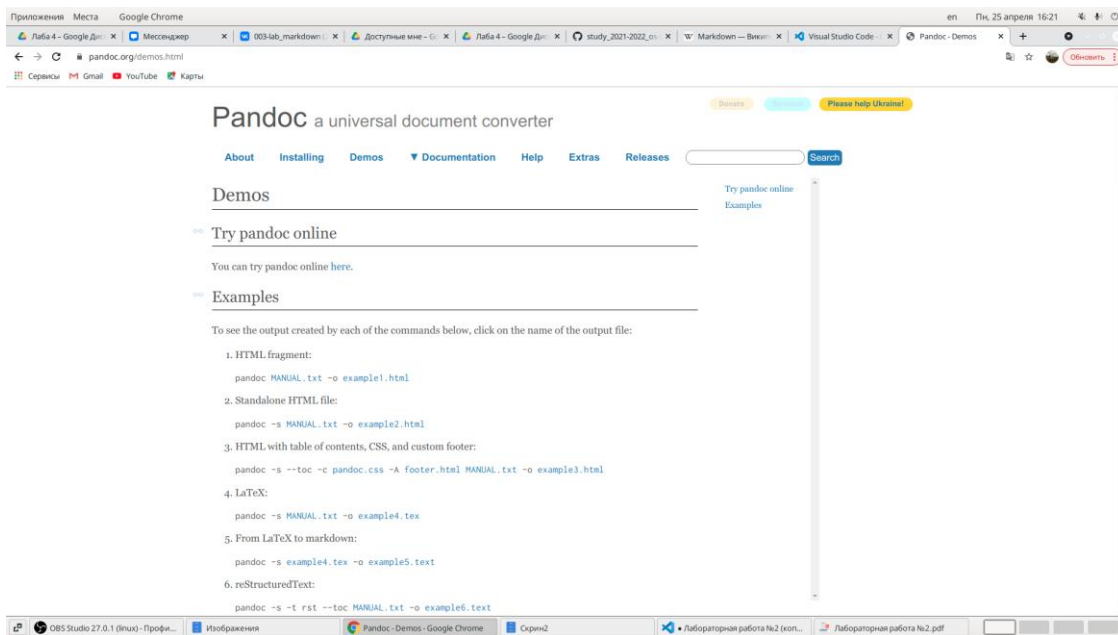 Приложения Места Google Chrome en Пн, 25 апреля 16:21
Лаба 4 – Google Дис Мессенджер 003-lab_markdown Доступные мне – Go Лаба 4 – Google Дис study_2021-2022_os Markdown — Викип Visual Studio Code - Pandoc - Demos
pandoc.org/demos.html Обновить
Сервисы Gmail YouTube Карты
Donate Please help Ukraine!
Pandoc a universal document converter
About Installing Demos ▼ Documentation Help Extras Releases Search
Demos
Try pandoc online
Examples
Try pandoc online
You can try pandoc online here.
Examples
To see the output created by each of the commands below, click on the name of the output file:
1. HTML fragment:
pandoc MANUAL.txt -o example1.html
2. Standalone HTML file:
pandoc -s MANUAL.txt -o example2.html
3. HTML with table of contents, CSS, and custom footer:
pandoc -s --toc -c pandoc.css -A footer.html MANUAL.txt -o example3.html
4. LaTeX:
pandoc -s MANUAL.txt -o example4.tex
5. From LaTeX to markdown:
pandoc -s example4.tex -o example5.text
6. reStructuredText:
pandoc -s -t rst --toc MANUAL.txt -o example6.text
OBS Studio 27.0.1 (linux) - Профи... Изображения Pandoc - Demos - Google Chrome Скрин2 ● Лабораторная работа №2 (коп... Лабораторная работа №2.pdf